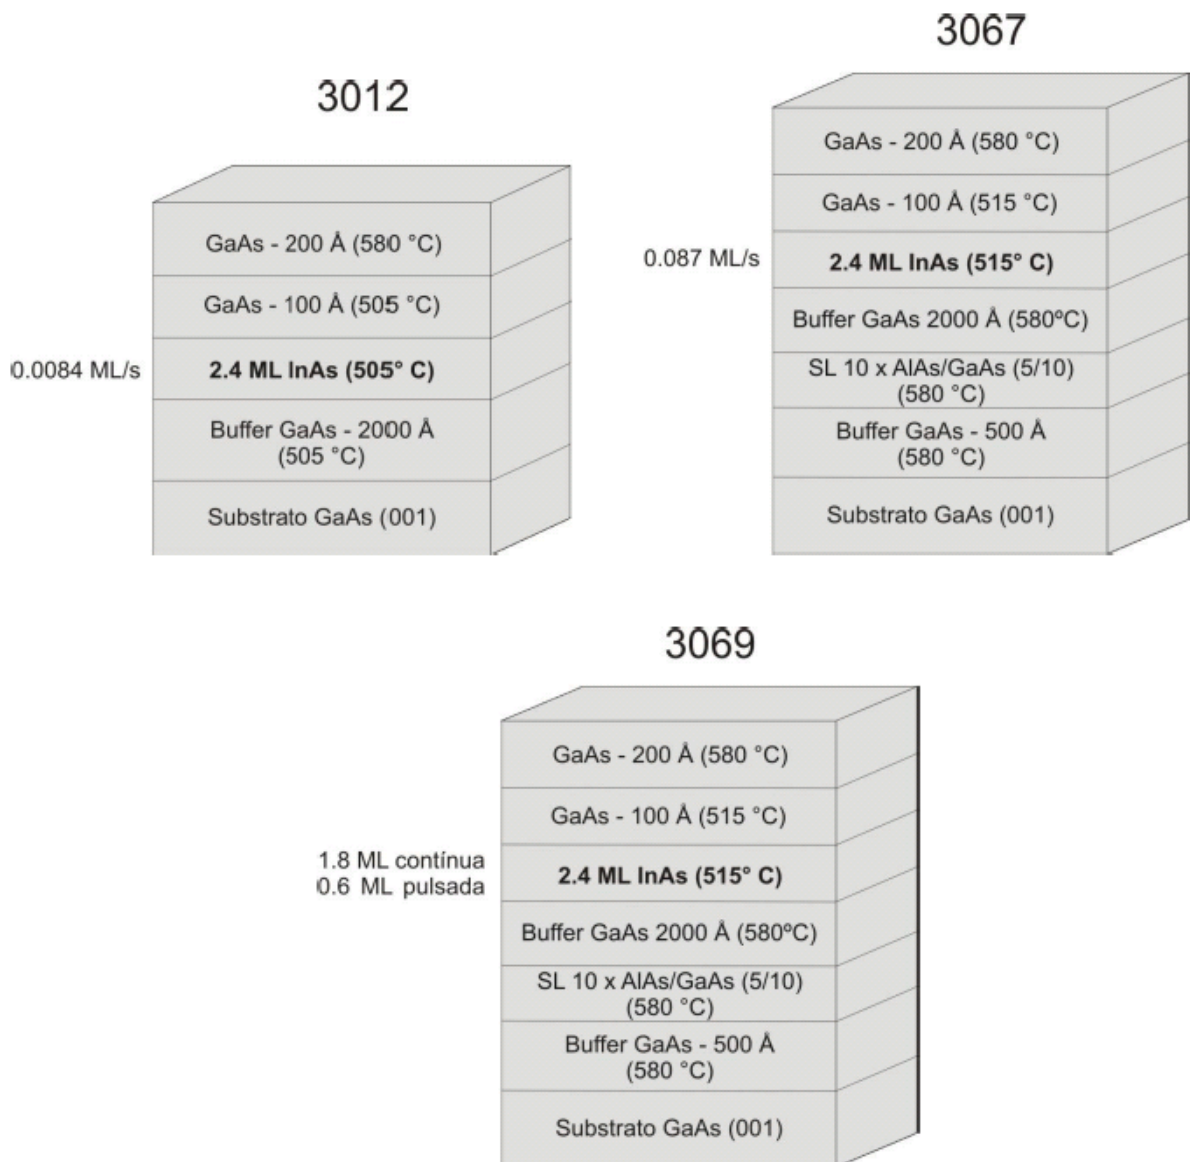 3012
GaAs - 200 Å (580 °C)
GaAs - 100 Å (505 °C)
0.0084 ML/s
2.4 ML InAs (505° C)
Buffer GaAs - 2000 Å
(505 °C)
Substrato GaAs (001)
3067
GaAs - 200 Å (580 °C)
GaAs - 100 Å (515 °C)
0.087 ML/s
2.4 ML InAs (515° C)
Buffer GaAs 2000 Å (580ºC)
SL 10 x AlAs/GaAs (5/10)
(580 °C)
Buffer GaAs - 500 Å
(580 °C)
Substrato GaAs (001)
3069
GaAs - 200 Å (580 °C)
GaAs - 100 Å (515 °C)
1.8 ML contínua
0.6 ML pulsada
2.4 ML InAs (515° C)
Buffer GaAs 2000 Å (580ºC)
SL 10 x AlAs/GaAs (5/10)
(580 °C)
Buffer GaAs - 500 Å
(580 °C)
Substrato GaAs (001)